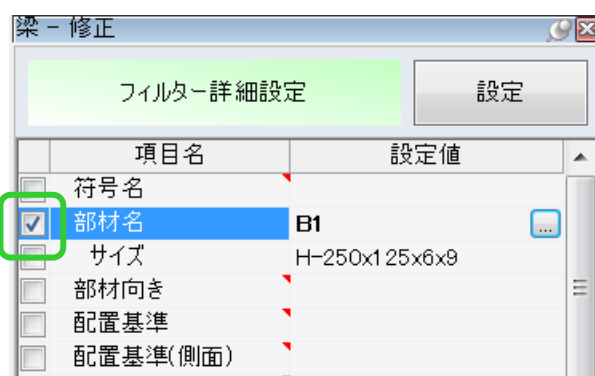 梁 - 修正
フィルター詳細設定 設定
項目名 設定値
符号名
部材名 B1 ...
サイズ H-250x125x6x9
部材向き
配置基準
配置基準(側面)